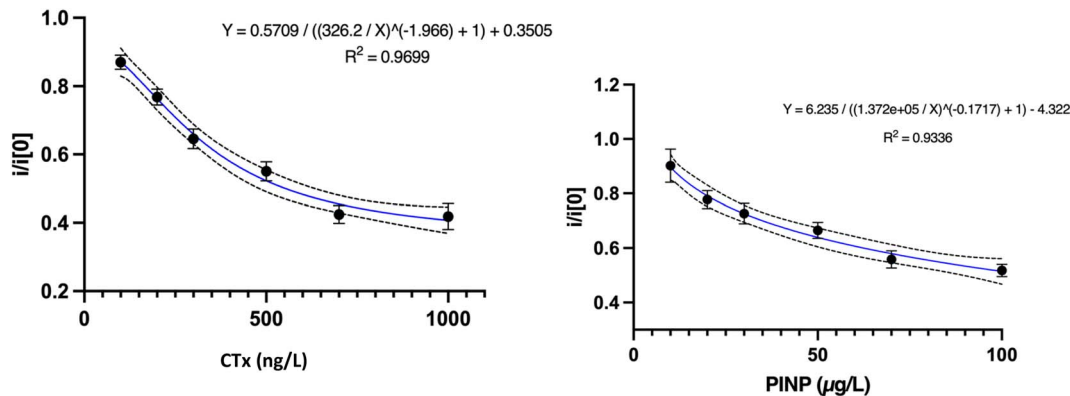 Y = 0.5709 / ((326.2 / X)^(-1.966) + 1) + 0.3505
R² = 0.9699
1.0
0.8
0.6
0.4
0.2
i/i[0]
0
500
1000
CTx (ng/L)
Y = 6.235 / ((1.372e+05 / X)^(-0.1717) + 1) - 4.322
R² = 0.9336
1.2
1.0
0.8
0.6
0.4
i/i[0]
0
50
100
PINP (µg/L)